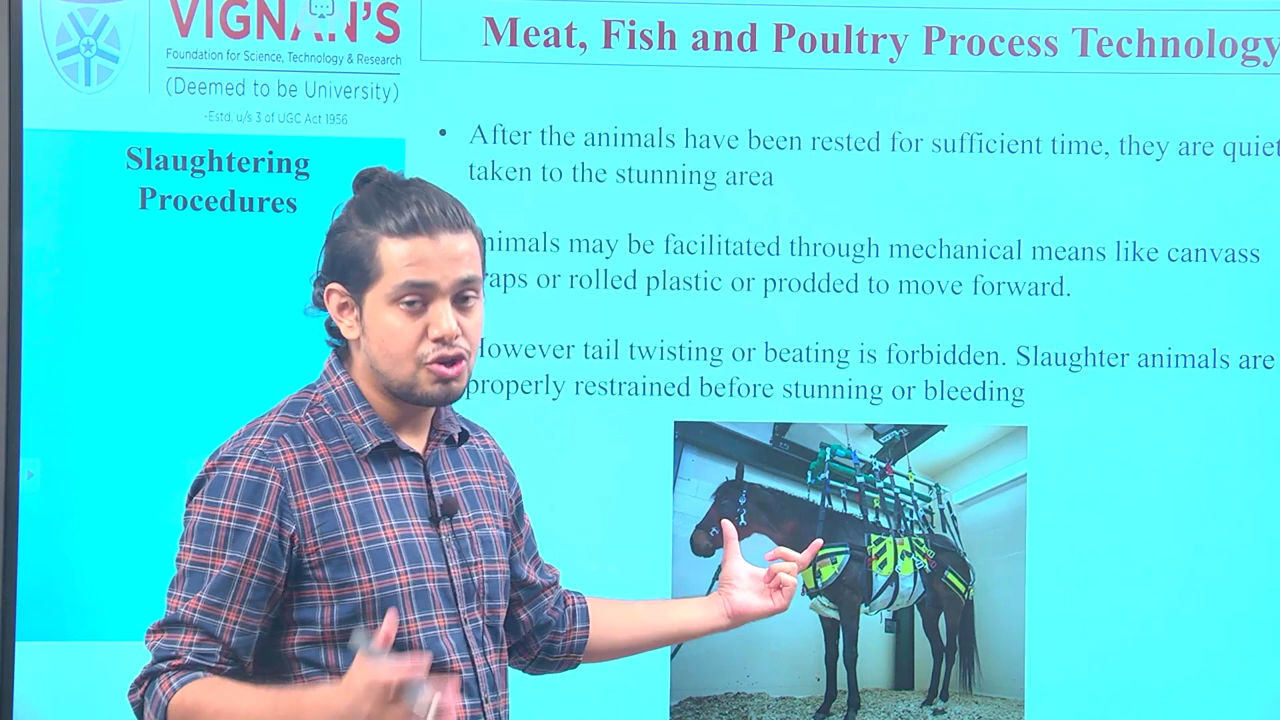 VIGNAN'S
Foundation for Science, Technology & Research
(Deemed to be University)
-Estd. u/s 3 of UGC Act 1956
Meat, Fish and Poultry Process Technology
Slaughtering
Procedures
• After the animals have been rested for sufficient time, they are quiet
taken to the stunning area
nimals may be facilitated through mechanical means like canvass
raps or rolled plastic or prodded to move forward.
However tail twisting or beating is forbidden. Slaughter animals are
properly restrained before stunning or bleeding